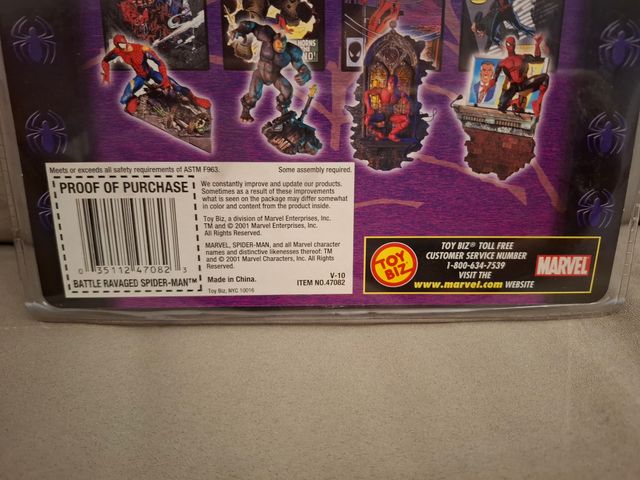 HORNS
Meets or exceeds all safety requirements of ASTM F963.
Some assembly required.
PROOF OF PURCHASE
0 35112 47082 3
BATTLE RAVAGED SPIDER-MAN™
We constantly improve and update our products.
Sometimes as a result of these improvements
what is seen on the package may differ somewhat
in color and content from the product inside.
Toy Biz, a division of Marvel Enterprises, Inc.
TM and © 2001 Marvel Enterprises, Inc.
All Rights Reserved.
MARVEL, SPIDER-MAN, and all Marvel character
names and distinctive likenesses thereof: TM
and © 2001 Marvel Characters, Inc. All Rights
Reserved.
Made in China.
V-10
ITEM NO.47082
Toy Biz, NYC 10016
TOY BIZ
TOY BIZ® TOLL FREE
CUSTOMER SERVICE NUMBER
1-800-634-7539
VISIT THE
www.marvel.com WEBSITE
MARVEL